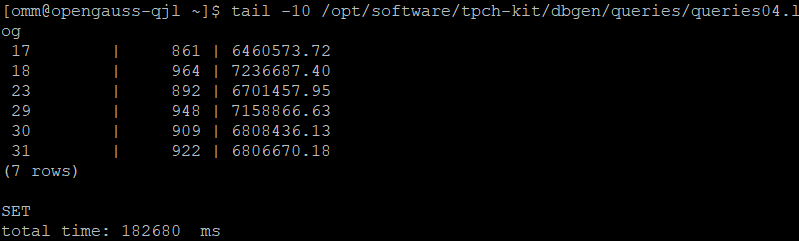 [omm@opengauss-qjl ~]$ tail -10 /opt/software/tpch-kit/dbgen/queries/queries04.l
og
 17         |      861 | 6460573.72
 18         |      964 | 7236687.40
 23         |      892 | 6701457.95
 29         |      948 | 7158866.63
 30         |      909 | 6808436.13
 31         |      922 | 6806670.18
(7 rows)

SET
total time: 182680  ms